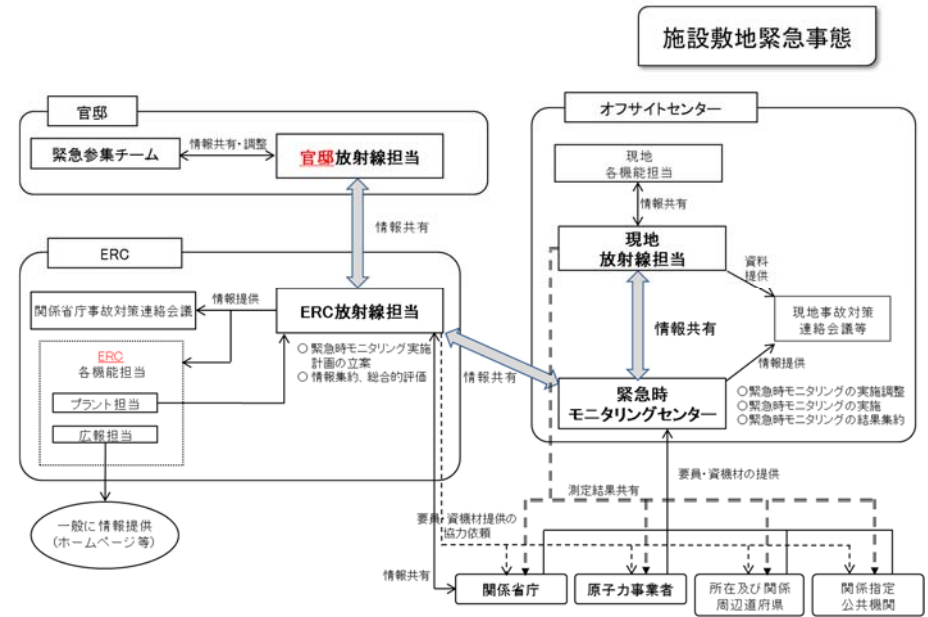 施設敷地緊急事態
官邸
緊急参集チーム
情報共有・調整
官邸放射線担当
情報共有
ERC
関係省庁事故対策連絡会議
情報提供
ERC放射線担当
○緊急時モニタリング実施
計画の立案
○情報集約、総合的評価
ERC
各機能担当
プラント担当
広報担当
一般に情報提供
(ホームページ等)
情報共有
オフサイトセンター
現地
各機能担当
情報共有
現地
放射線担当
資料
提供
現地事故対策
連絡会議等
情報共有
情報提供
緊急時
モニタリングセンター
○緊急時モニタリングの実施調整
○緊急時モニタリングの実施
○緊急時モニタリングの結果集約
要員・資機材の提供
測定結果共有
要員・資機材提供の
協力依頼
情報共有
関係省庁
原子力事業者
所在及び関係
周辺道府県
関係指定
公共機関